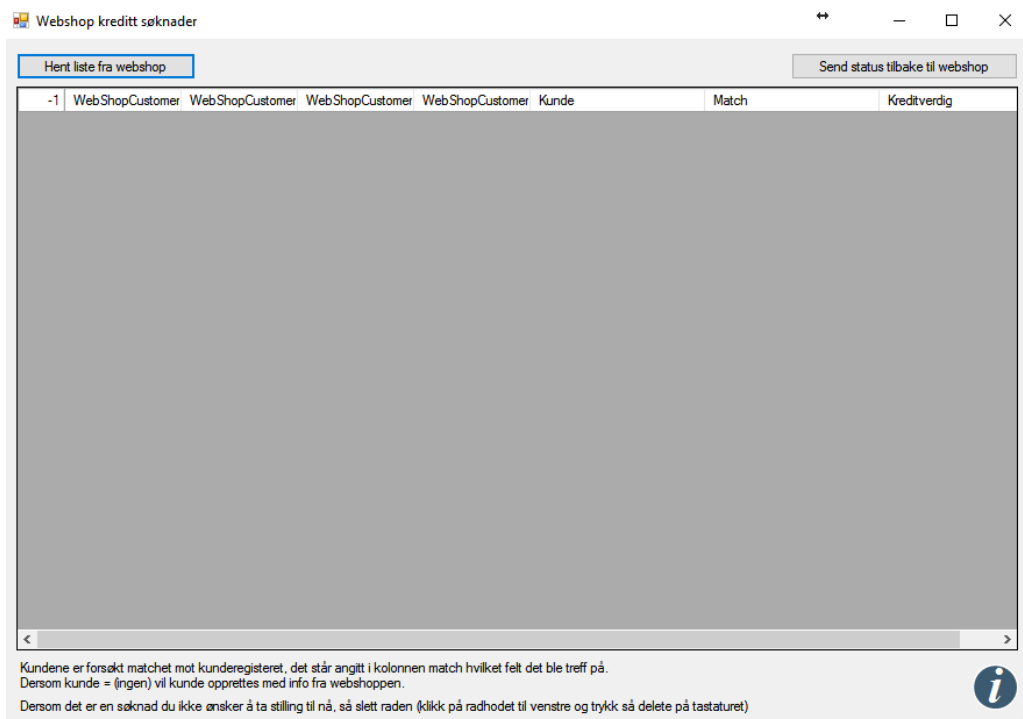 Webshop kreditt søknader
Hent liste fra webshop
Send status tilbake til webshop
-1 WebShopCustomer WebShopCustomer WebShopCustomer WebShopCustomer Kunde Match Kreditverdig
Kundene er forsøkt matchet mot kunderegisteret, det står angitt i kolonnen match hvilket felt det ble treff på.
Dersom kunde = (ingen) vil kunde opprettes med info fra webshoppen.
Dersom det er en søknad du ikke ønsker å ta stilling til nå, så slett raden (klikk på radhodet til venstre og trykk så delete på tastaturet)
i